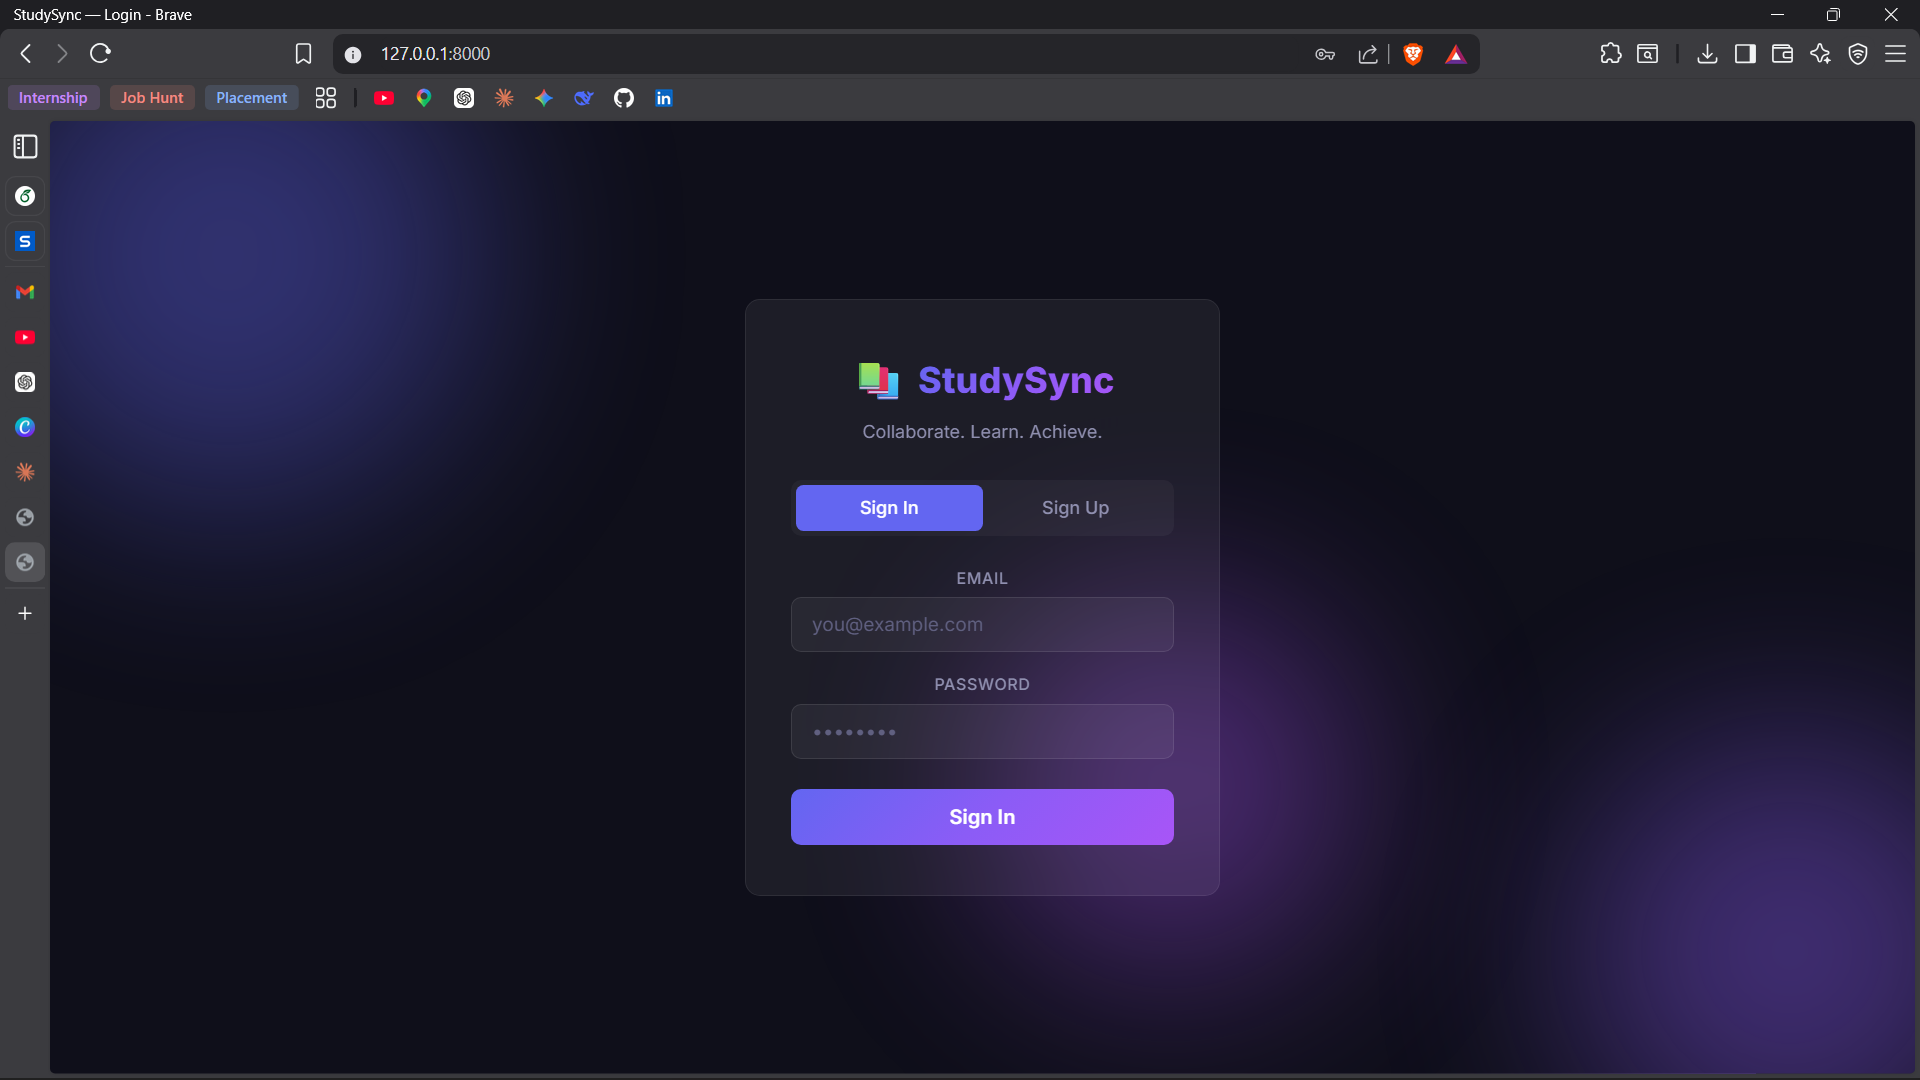 StudySync — Login - Brave
127.0.0.1:8000
Internship
Job Hunt
Placement
StudySync
Collaborate. Learn. Achieve.
Sign In
Sign Up
EMAIL
you@example.com
PASSWORD
••••••••
Sign In